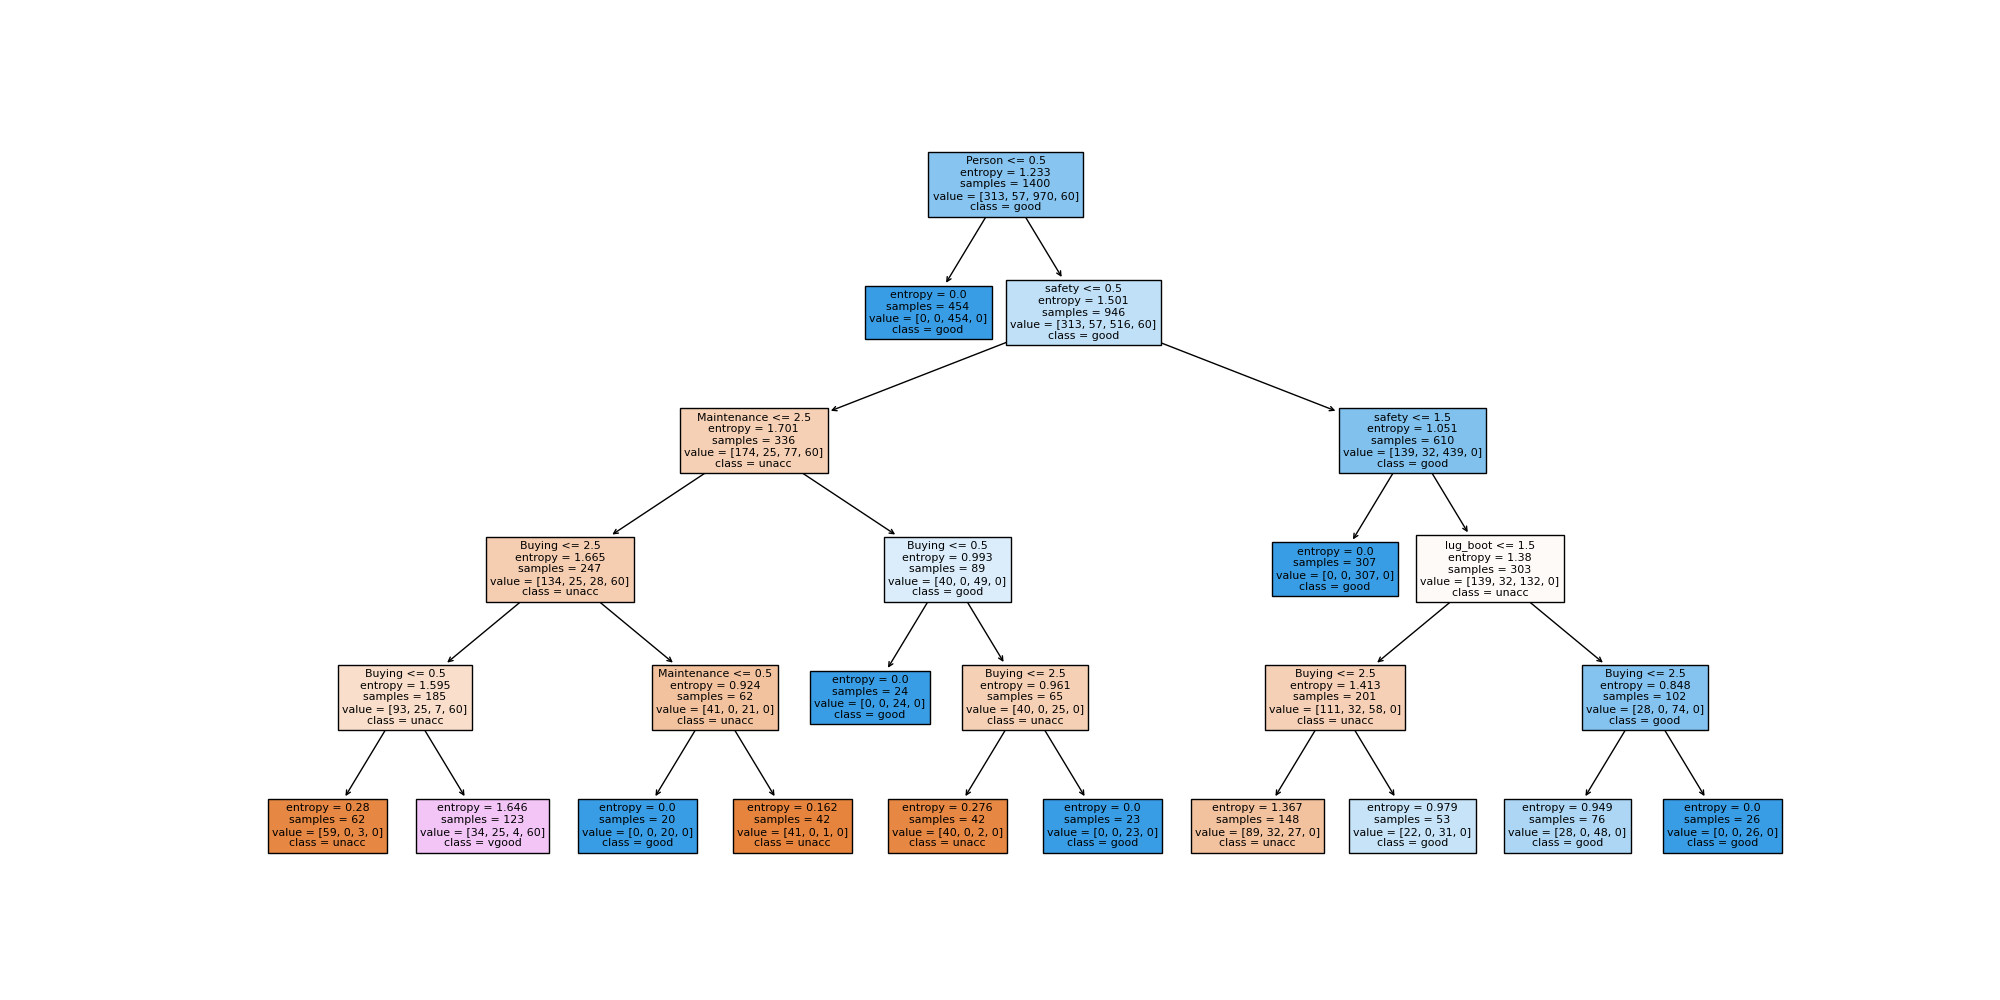 Person <= 0.5
entropy = 1.233
samples = 1400
value = [313, 57, 970, 60]
class = good
entropy = 0.0
samples = 454
value = [0, 0, 454, 0]
class = good
safety <= 0.5
entropy = 1.501
samples = 946
value = [313, 57, 516, 60]
class = good
Maintenance <= 2.5
entropy = 1.701
samples = 336
value = [174, 25, 77, 60]
class = unacc
safety <= 1.5
entropy = 1.051
samples = 610
value = [139, 32, 439, 0]
class = good
Buying <= 2.5
entropy = 1.665
samples = 247
value = [134, 25, 28, 60]
class = unacc
Buying <= 0.5
entropy = 0.993
samples = 89
value = [40, 0, 49, 0]
class = good
entropy = 0.0
samples = 307
value = [0, 0, 307, 0]
class = good
lug_boot <= 1.5
entropy = 1.38
samples = 303
value = [139, 32, 132, 0]
class = unacc
Buying <= 0.5
entropy = 1.595
samples = 185
value = [93, 25, 7, 60]
class = unacc
Maintenance <= 0.5
entropy = 0.924
samples = 62
value = [41, 0, 21, 0]
class = unacc
entropy = 0.0
samples = 24
value = [0, 0, 24, 0]
class = good
Buying <= 2.5
entropy = 0.961
samples = 65
value = [40, 0, 25, 0]
class = unacc
Buying <= 2.5
entropy = 1.413
samples = 201
value = [111, 32, 58, 0]
class = unacc
Buying <= 2.5
entropy = 0.848
samples = 102
value = [28, 0, 74, 0]
class = good
entropy = 0.28
samples = 62
value = [59, 0, 3, 0]
class = unacc
entropy = 1.646
samples = 123
value = [34, 25, 4, 60]
class = vgood
entropy = 0.0
samples = 20
value = [0, 0, 20, 0]
class = good
entropy = 0.162
samples = 42
value = [41, 0, 1, 0]
class = unacc
entropy = 0.276
samples = 42
value = [40, 0, 2, 0]
class = unacc
entropy = 0.0
samples = 23
value = [0, 0, 23, 0]
class = good
entropy = 1.367
samples = 148
value = [89, 32, 27, 0]
class = unacc
entropy = 0.979
samples = 53
value = [22, 0, 31, 0]
class = good
entropy = 0.949
samples = 76
value = [28, 0, 48, 0]
class = good
entropy = 0.0
samples = 26
value = [0, 0, 26, 0]
class = good